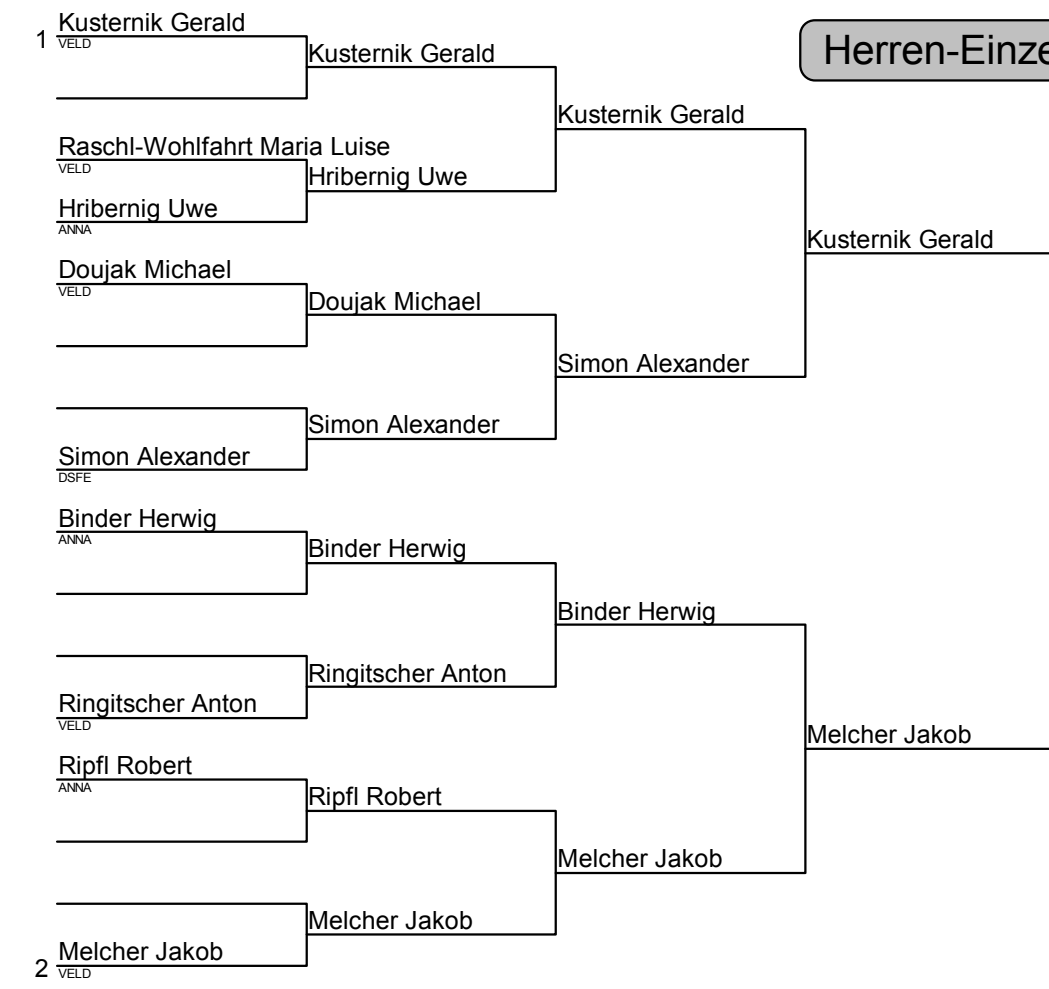 Kusternik Gerald
1 VELD
Kusternik Gerald
Herren-Einze
Kusternik Gerald
Raschl-Wohlfahrt Maria Luise
VELD
Hribernig Uwe
Hribernig Uwe
ANNA
Kusternik Gerald
Doujak Michael
VELD
Doujak Michael
Simon Alexander
Simon Alexander
Simon Alexander
DSFE
Binder Herwig
ANNA
Binder Herwig
Binder Herwig
Ringitscher Anton
Ringitscher Anton
VELD
Melcher Jakob
Ripfl Robert
ANNA
Ripfl Robert
Melcher Jakob
Melcher Jakob
Melcher Jakob
2 VELD